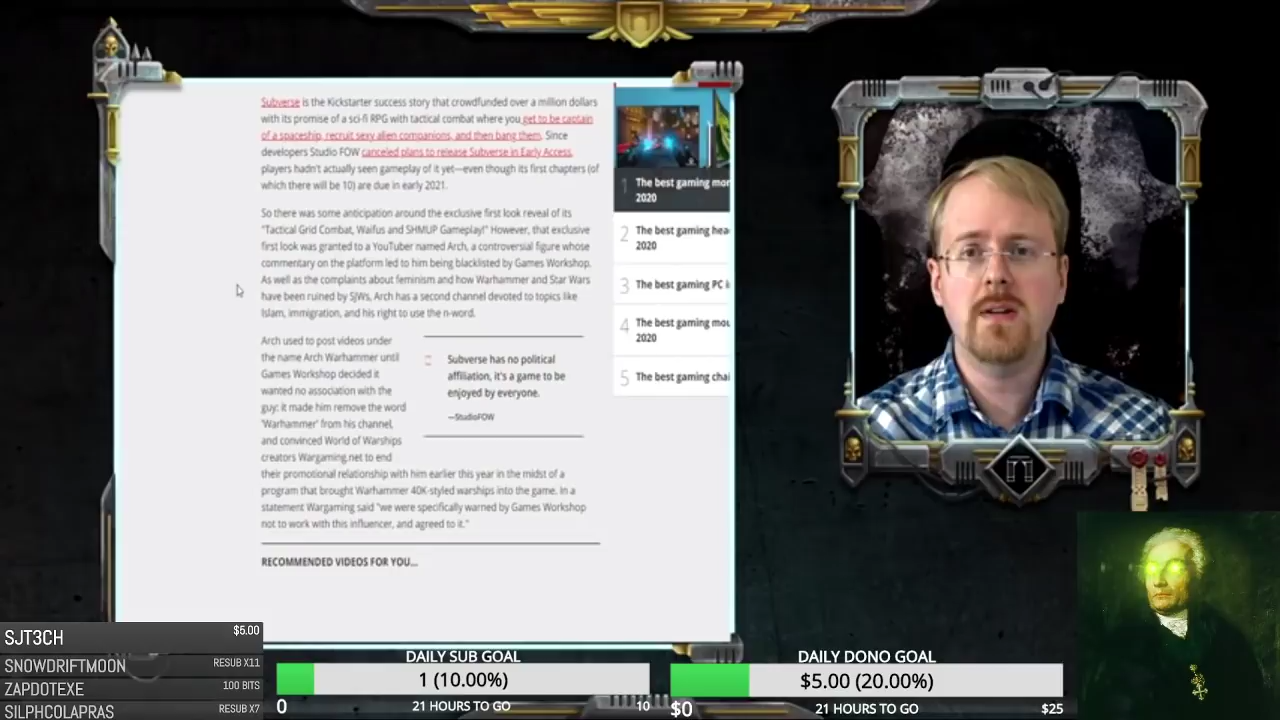 Subverse is the Kickstarter success story that crowdfunded over a million dollars
with its promise of a sci-fi RPG with tactical combat where you get to be captain
of a spaceship, recruit sexy alien companions, and then bang them. Since
developers Studio FOW canceled plans to release Subverse in Early Access,
players hadn't actually seen gameplay of it yet—even though its first chapters (of
which there will be 10) are due in early 2021.
So there was some anticipation around the exclusive first look reveal of its
"Tactical Grid Combat, Waifus and SHMUP Gameplay!" However, that exclusive
first look was granted to a YouTuber named Arch, a controversial figure whose
commentary on the platform led to him being blacklisted by Games Workshop.
As well as the complaints about feminism and how Warhammer and Star Wars
have been ruined by SJWs, Arch has a second channel devoted to topics like
Islam, immigration, and his right to use the n-word.
Arch used to post videos under
the name Arch Warhammer until
Games Workshop decided it
wanted no association with the
guy: it made him remove the word
'Warhammer' from his channel,
and convinced World of Warships
creators Wargaming.net to end
their promotional relationship with him earlier this year in the midst of a
program that brought Warhammer 40K-styled warships into the game. In a
statement Wargaming said "we were specifically warned by Games Workshop
not to work with this influencer, and agreed to it."
Subverse has no political
affiliation, it's a game to be
enjoyed by everyone.
—StudioFOW
RECOMMENDED VIDEOS FOR YOU...
1 The best gaming mor
2020
2 The best gaming hea
2020
3 The best gaming PC i
4 The best gaming mou
2020
5 The best gaming chai
SJT3CH $5.00
SNOWDRIFTMOON RESUB X11
ZAPDOTEXE 100 BITS
SILPHCOLAPRAS RESUB X7
DAILY SUB GOAL
1 (10.00%)
0 21 HOURS TO GO 10
DAILY DONO GOAL
$5.00 (20.00%)
$0 21 HOURS TO GO $25